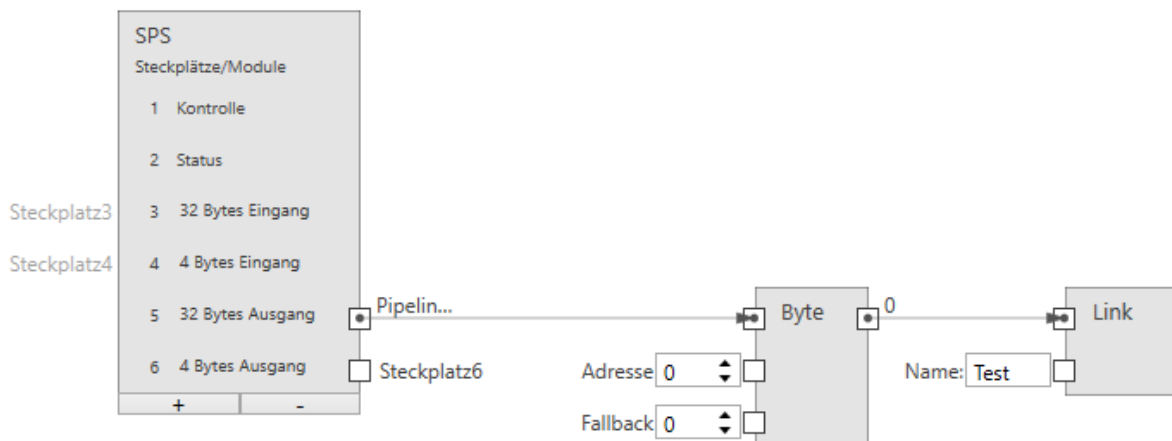 SPS
Steckplätze/Module
1 Kontrolle
2 Status
Steckplatz3 3 32 Bytes Eingang
Steckplatz4 4 4 Bytes Eingang
5 32 Bytes Ausgang Pipelin... Byte 0 Link
6 4 Bytes Ausgang Steckplatz6 Adresse 0 Name: Test
+ -
Fallback 0